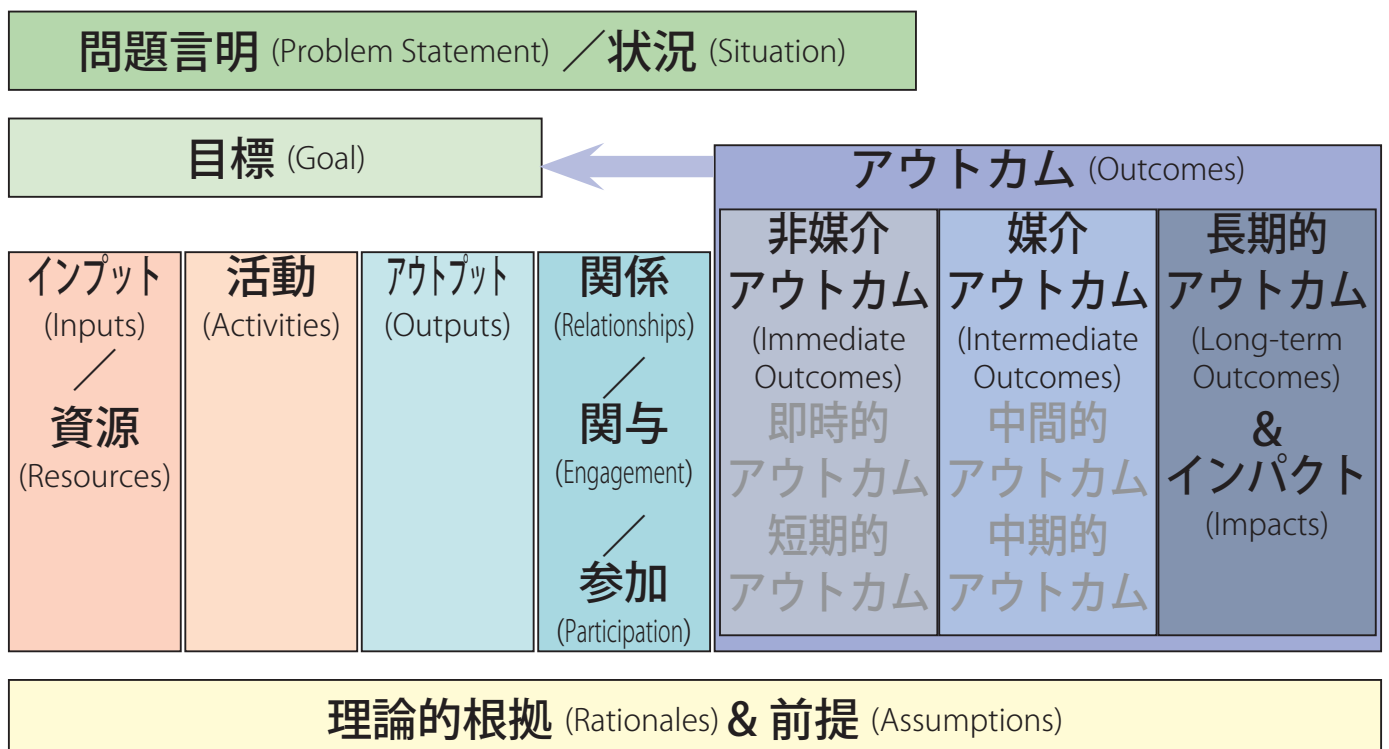 問題言明 (Problem Statement) ／状況 (Situation)
目標 (Goal)
アウトカム (Outcomes)
インプット
(Inputs)
／
資源
(Resources)
活動
(Activities)
アウトプット
(Outputs)
関係
(Relationships)
／
関与
(Engagement)
／
参加
(Participation)
非媒介
アウトカム
(Immediate
Outcomes)
即時的
アウトカム
短期的
アウトカム
媒介
アウトカム
(Intermediate
Outcomes)
中間的
アウトカム
中期的
アウトカム
長期的
アウトカム
(Long-term
Outcomes)
&
インパクト
(Impacts)
理論的根拠 (Rationales) & 前提 (Assumptions)